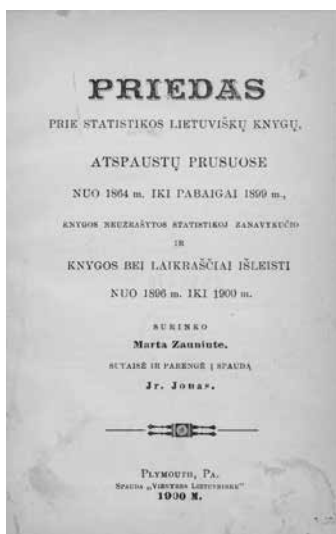 PRIEDAS
PRIE STATISTIKOS LIETUVIŠKŲ KNYGŲ,
ATSPAUSTŲ PRUSUOSE
NUO 1864 m. IKI PABAIGAI 1899 m.,
KNYGOS NEUŽRAŠYTOS STATISTIKOJ ZANAVYKUČIO
IR
KNYGOS BEI LAIKRAŠČIAI IŠLEISTI
NUO 1896 m. IKI 1900 m.
SURINKO
Marta Zauniute.
SUTAISĖ IR PARENGĖ Į SPAUDĄ
Jr. Jonas.
PLYMOUTH, PA.
SPAUDA „VIENYBĖS LIETUVNINKŲ"
1900 M.